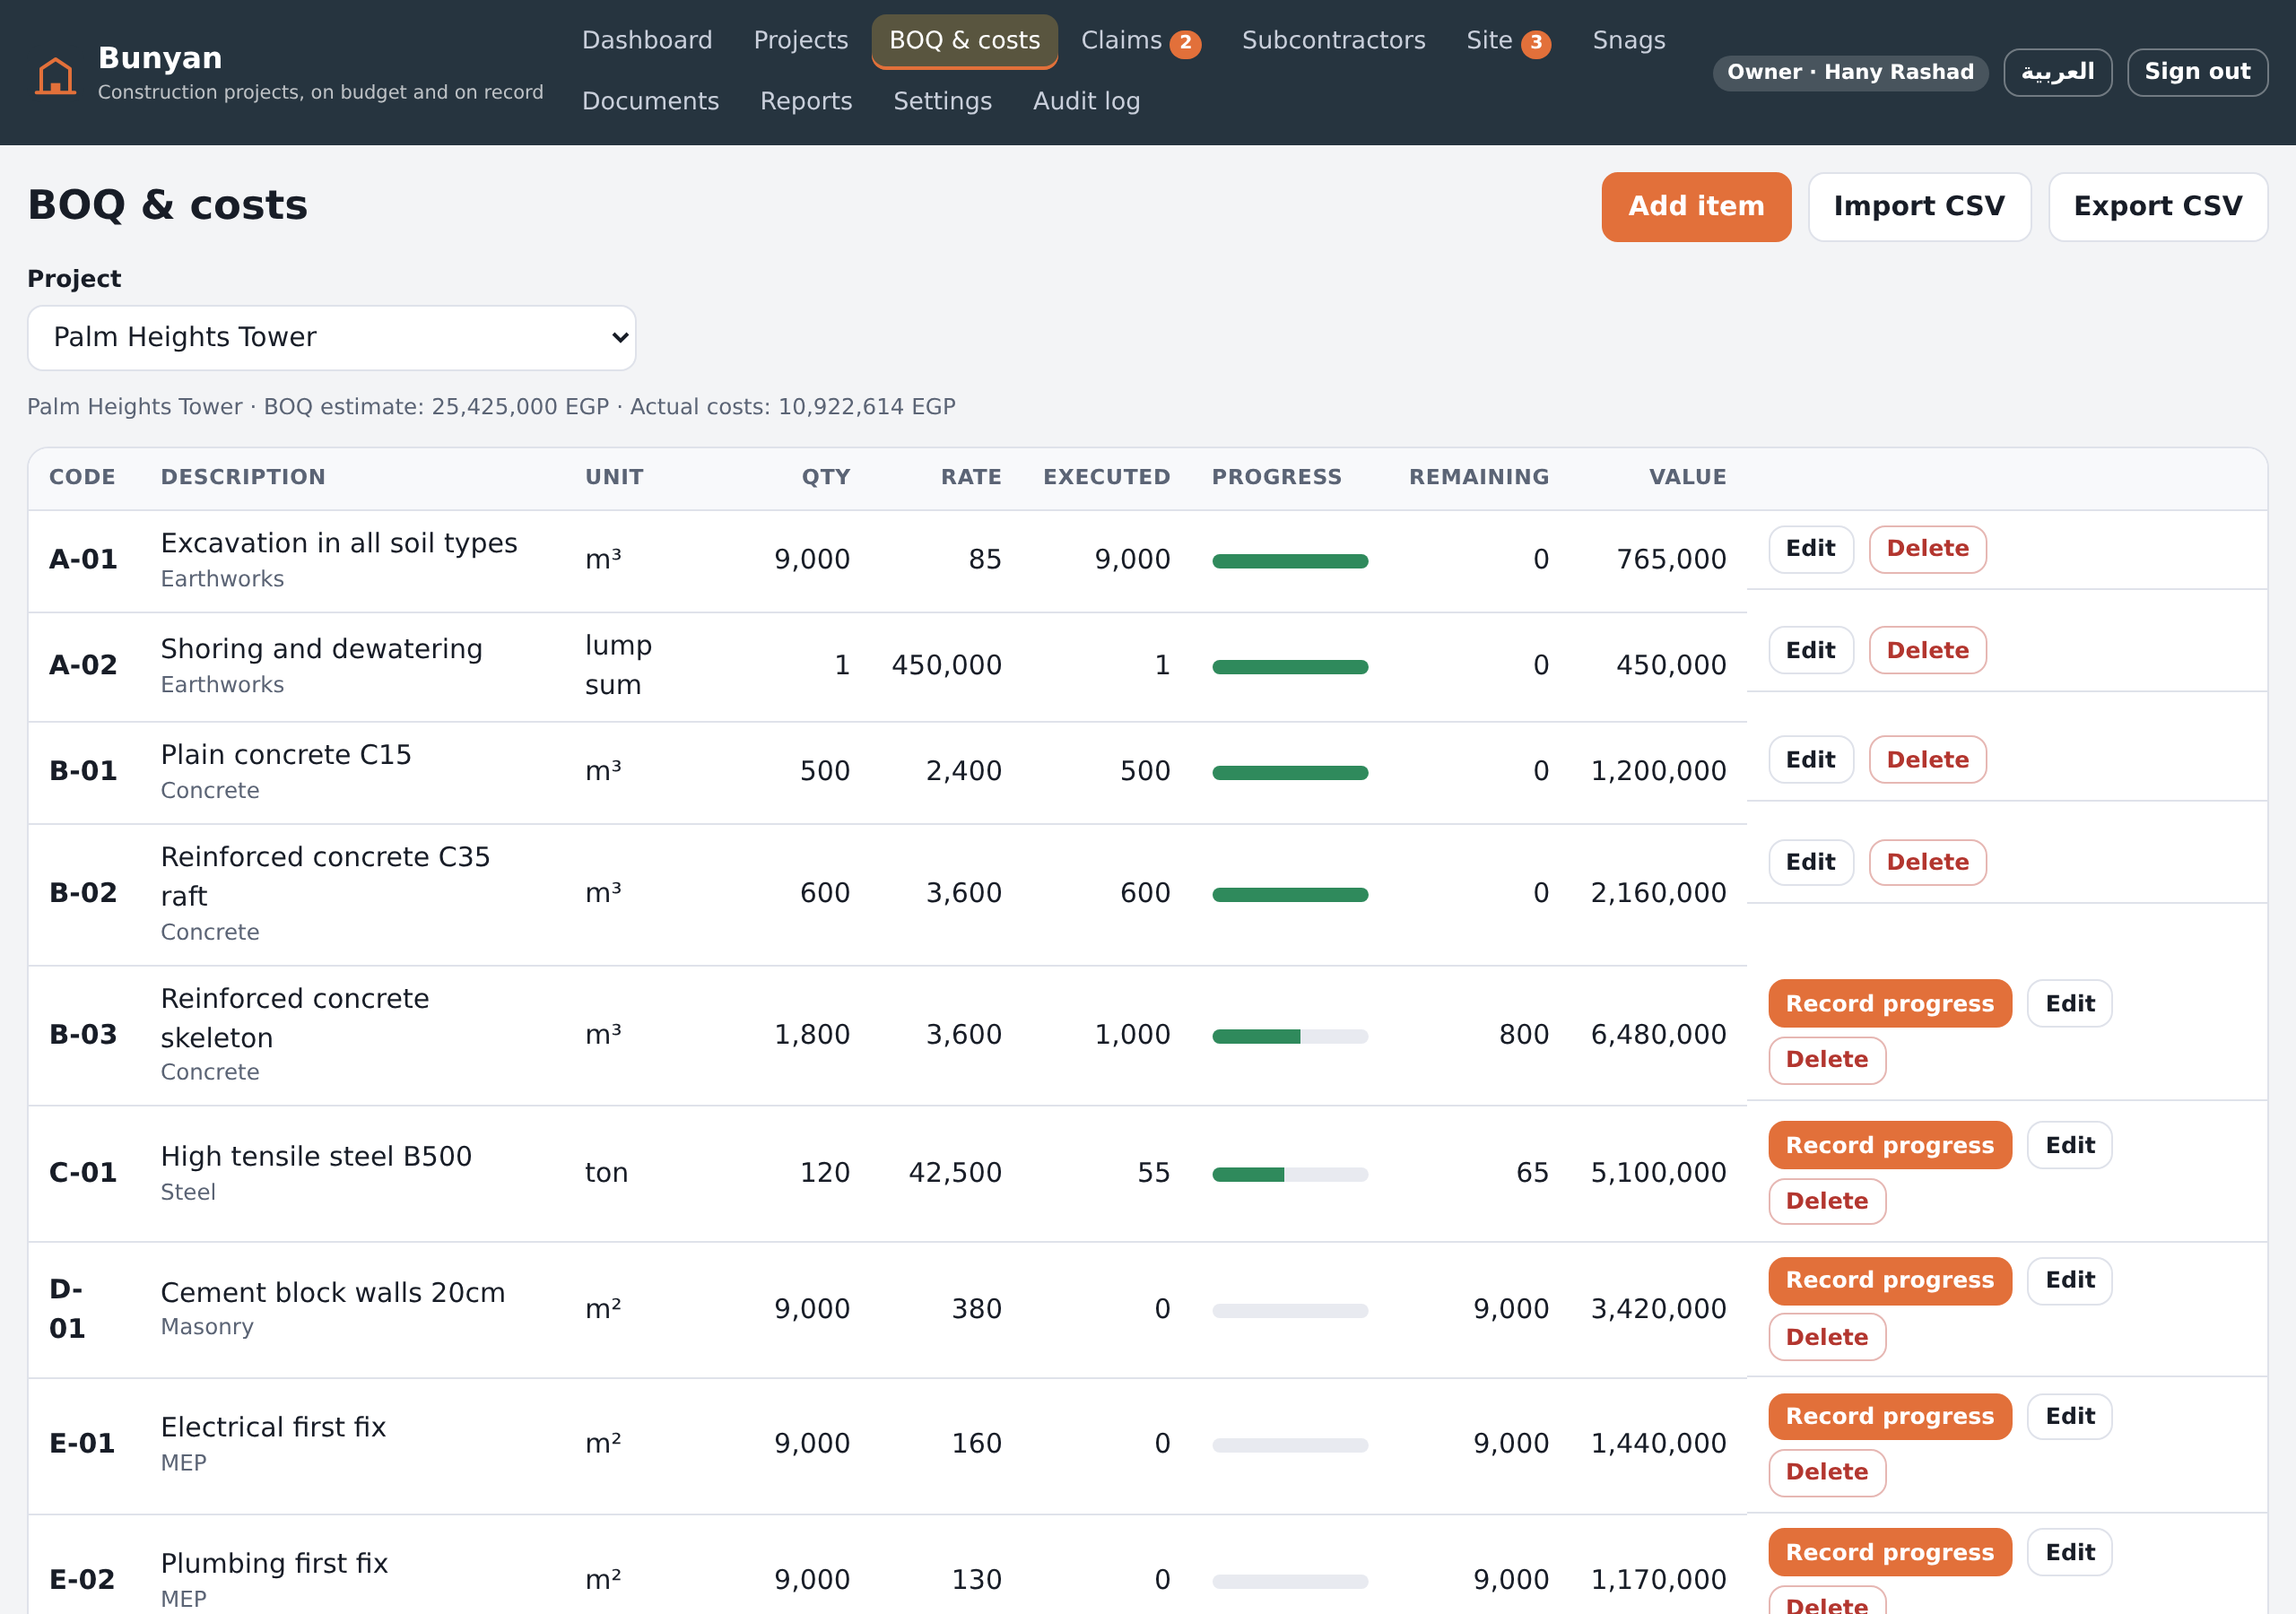 Bunyan
Construction projects, on budget and on record
Dashboard Projects BOQ & costs Claims 2 Subcontractors Site 3 Snags
Documents Reports Settings Audit log
Owner · Hany Rashad العربية Sign out
BOQ & costs
Add item Import CSV Export CSV
Project
Palm Heights Tower
Palm Heights Tower · BOQ estimate: 25,425,000 EGP · Actual costs: 10,922,614 EGP
CODE DESCRIPTION UNIT QTY RATE EXECUTED PROGRESS REMAINING VALUE
A-01 Excavation in all soil types m³ 9,000 85 9,000 0 765,000 Edit Delete
Earthworks
A-02 Shoring and dewatering lump sum 1 450,000 1 0 450,000 Edit Delete
Earthworks
B-01 Plain concrete C15 m³ 500 2,400 500 0 1,200,000 Edit Delete
Concrete
B-02 Reinforced concrete C35 raft m³ 600 3,600 600 0 2,160,000 Edit Delete
Concrete
B-03 Reinforced concrete skeleton m³ 1,800 3,600 1,000 800 6,480,000 Record progress Edit Delete
Concrete
C-01 High tensile steel B500 ton 120 42,500 55 65 5,100,000 Record progress Edit Delete
Steel
D-01 Cement block walls 20cm m² 9,000 380 0 9,000 3,420,000 Record progress Edit Delete
Masonry
E-01 Electrical first fix m² 9,000 160 0 9,000 1,440,000 Record progress Edit Delete
MEP
E-02 Plumbing first fix m² 9,000 130 0 9,000 1,170,000 Record progress Edit Delete
MEP